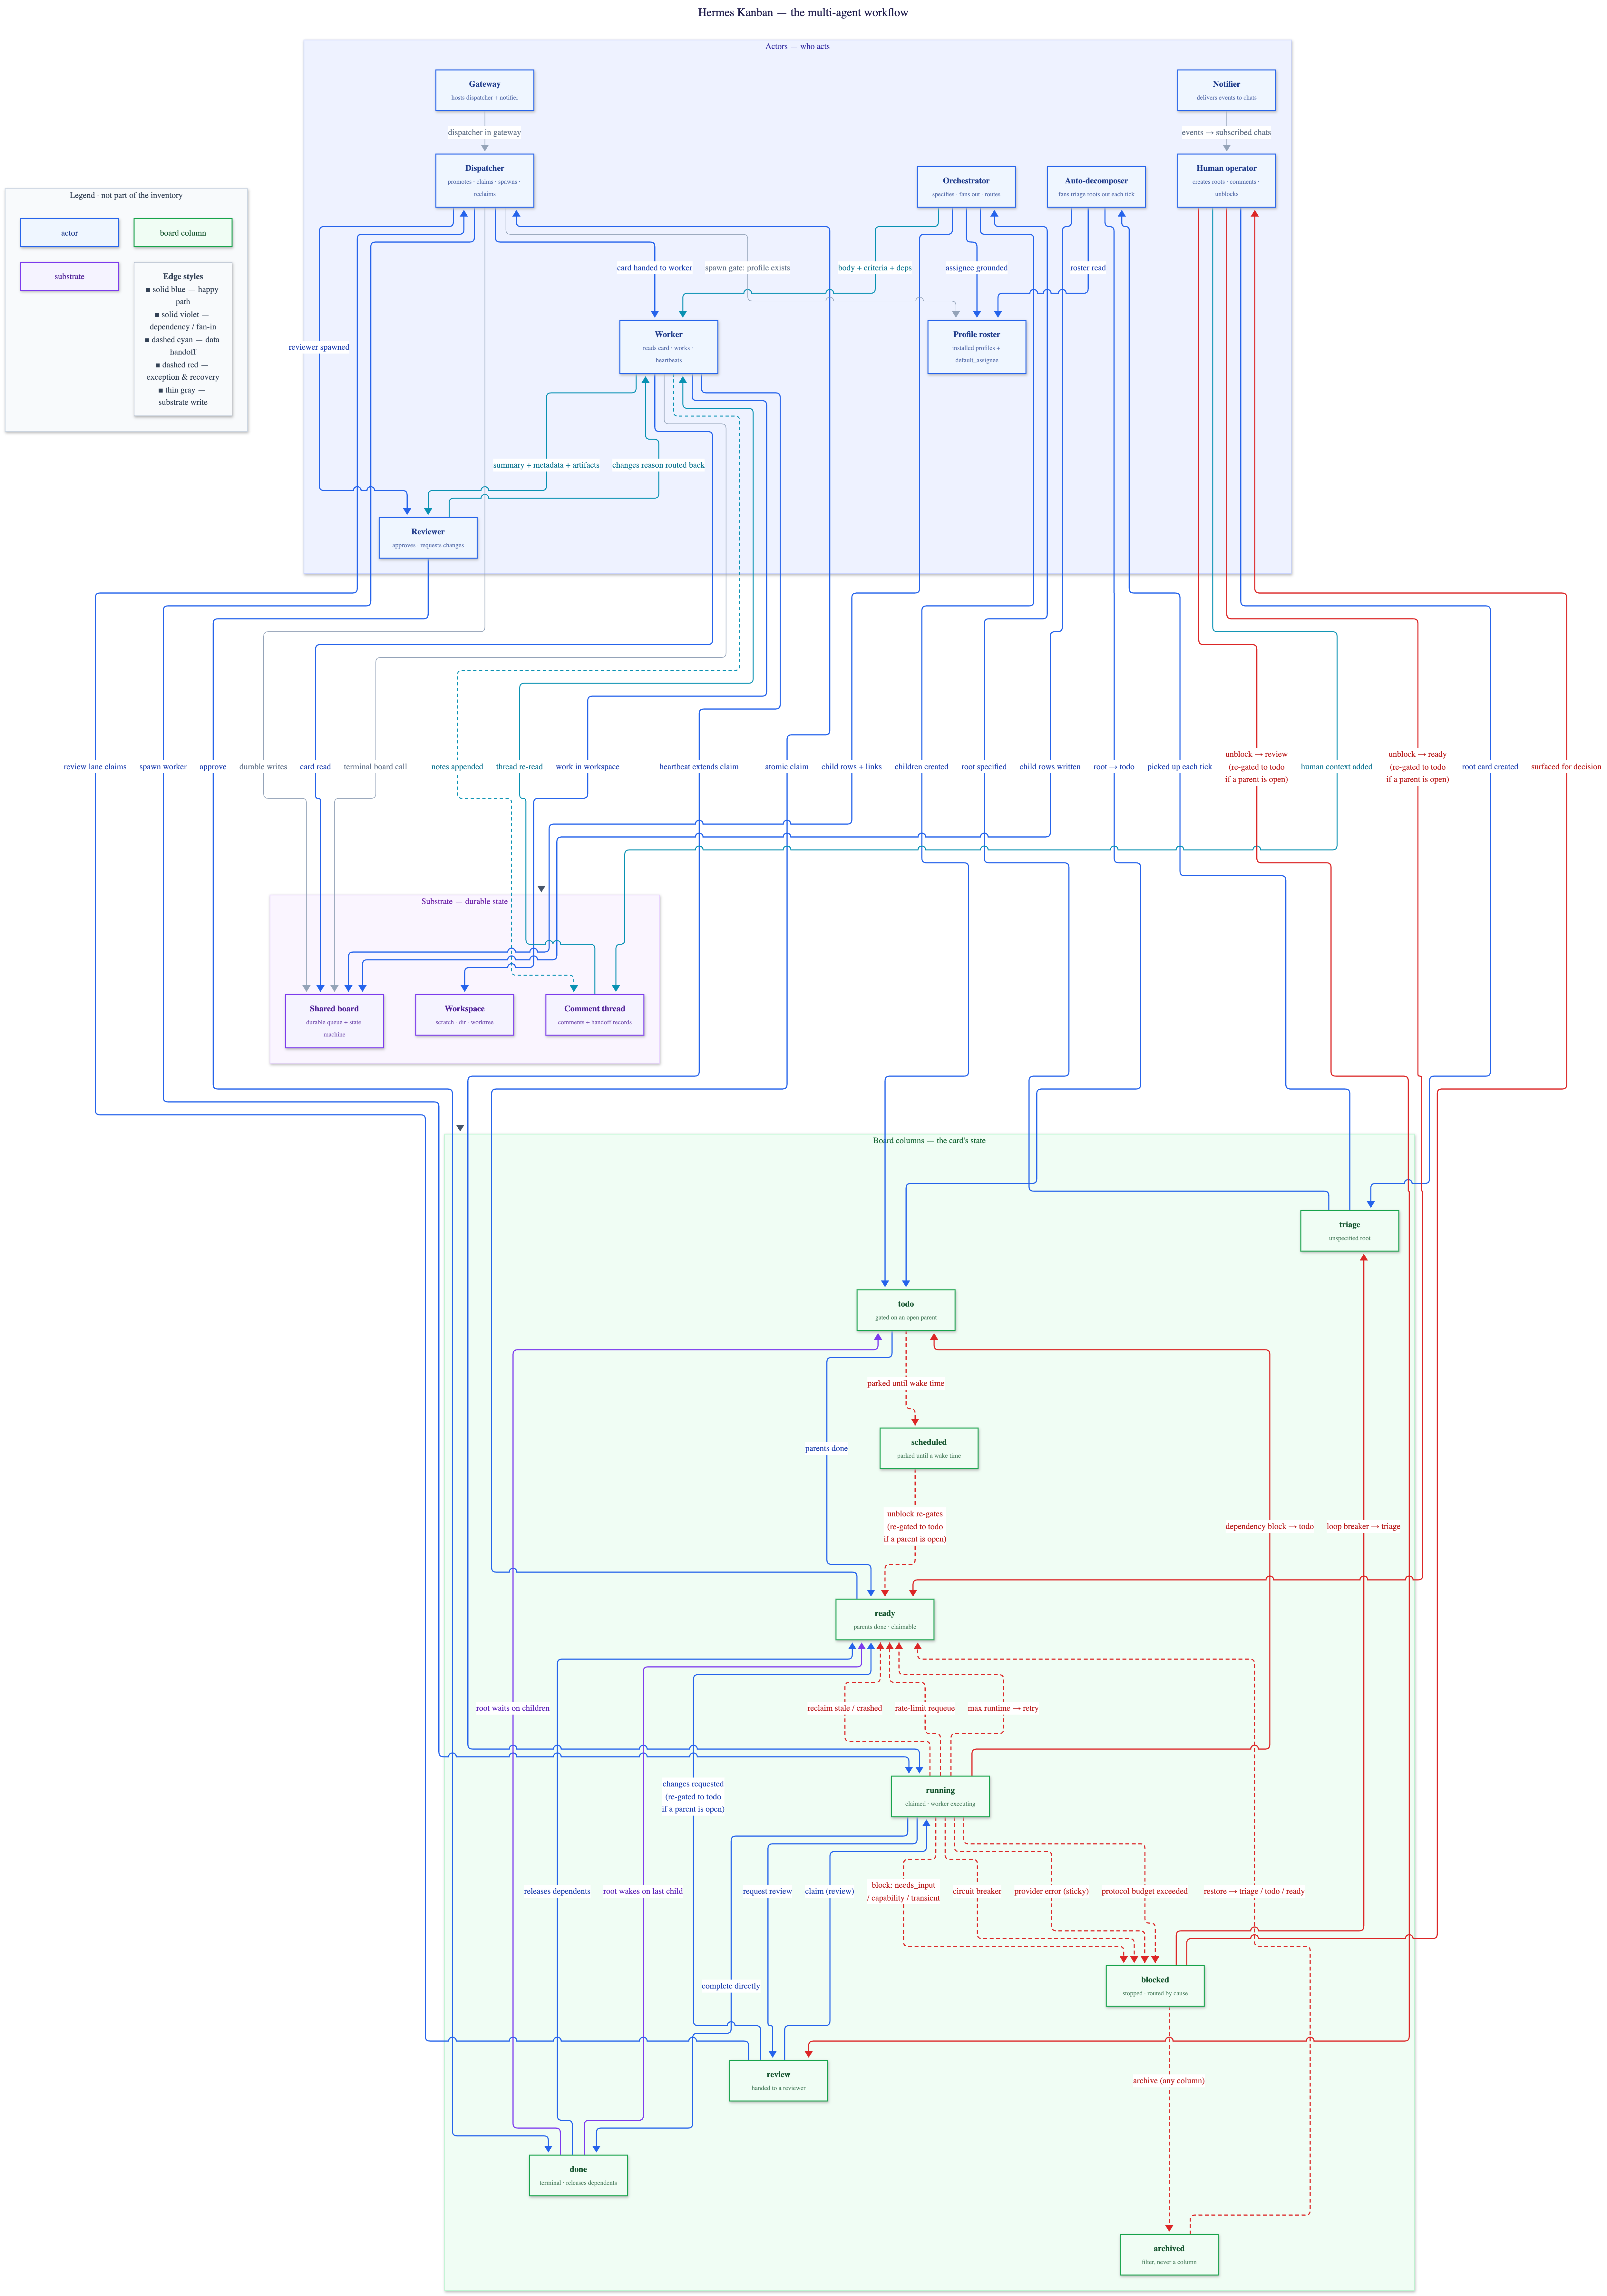 Hermes Kanban — the multi-agent workflow
Actors — who acts
Gateway
hosts dispatcher + notifier
Notifier
delivers events to chats
dispatcher in gateway
events → subscribed chats
Dispatcher
promotes · claims · spawns ·
reclaims
Orchestrator
specifies · fans out · routes
Auto-decomposer
fans triage roots out each tick
Human operator
creates roots · comments ·
unblocks
Legend · not part of the inventory
actor
board column
substrate
Edge styles
■ solid blue — happy
path
■ solid violet —
dependency / fan-in
■ dashed cyan — data
handoff
■ dashed red —
exception & recovery
■ thin gray —
substrate write
card handed to worker
spawn gate: profile exists
body + criteria + deps
assignee grounded
roster read
reviewer spawned
Worker
reads card · works ·
heartbeats
Profile roster
installed profiles +
default_assignee
summary + metadata + artifacts
changes reason routed back
Reviewer
approves · requests changes
review lane claims
spawn worker
approve
durable writes
card read
terminal board call
notes appended
thread re-read
work in workspace
heartbeat extends claim
atomic claim
child rows + links
children created
root specified
child rows written
root → todo
picked up each tick
unblock → review
(re-gated to todo
if a parent is open)
human context added
unblock → ready
(re-gated to todo
if a parent is open)
root card created
surfaced for decision
Substrate — durable state
Shared board
durable queue + state
machine
Workspace
scratch · dir · worktree
Comment thread
comments + handoff records
Board columns — the card's state
triage
unspecified root
todo
gated on an open parent
parked until wake time
scheduled
parked until a wake time
parents done
unblock re-gates
(re-gated to todo
if a parent is open)
dependency block → todo
loop breaker → triage
ready
parents done · claimable
root waits on children
reclaim stale / crashed
rate-limit requeue
max runtime → retry
changes requested
(re-gated to todo
if a parent is open)
running
claimed · worker executing
releases dependents
root wakes on last child
request review
claim (review)
block: needs_input
/ capability / transient
circuit breaker
provider error (sticky)
protocol budget exceeded
restore → triage / todo / ready
complete directly
blocked
stopped · routed by cause
review
handed to a reviewer
archive (any column)
done
terminal · releases dependents
archived
filter, never a column